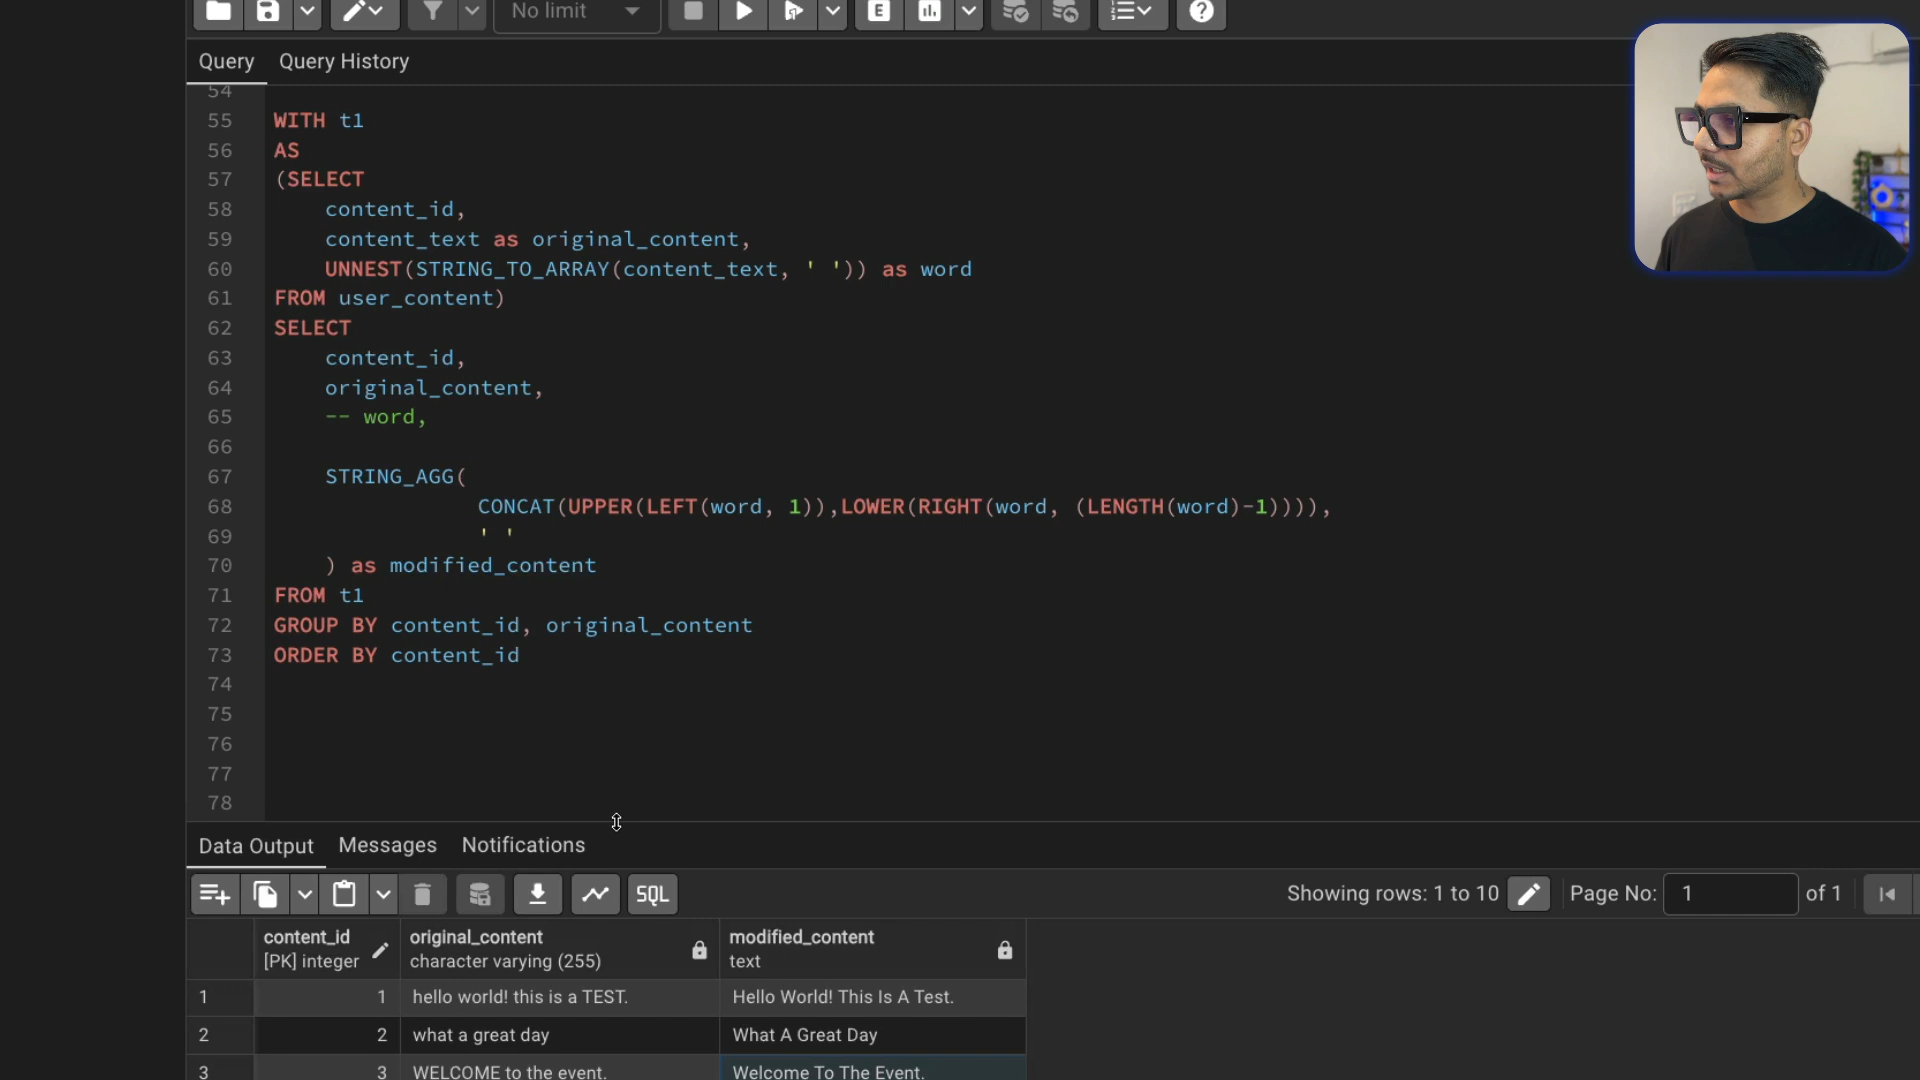 No limit
E
Query Query History
54
55 WITH t1
56 AS
57 (SELECT
58 content_id,
59 content_text as original_content,
60 UNNEST(STRING_TO_ARRAY(content_text, ' ')) as word
61 FROM user_content)
62 SELECT
63 content_id,
64 original_content,
65 -- word,
66
67 STRING_AGG(
68 CONCAT(UPPER(LEFT(word, 1)),LOWER(RIGHT(word, (LENGTH(word)-1)))),
69 ' '
70 ) as modified_content
71 FROM t1
72 GROUP BY content_id, original_content
73 ORDER BY content_id
74
75
76
77
78
Data Output Messages Notifications
SQL Showing rows: 1 to 10 Page No: 1 of 1
content_id original_content modified_content
[PK] integer character varying (255) text
1 1 hello world! this is a TEST. Hello World! This Is A Test.
2 2 what a great day What A Great Day
3 3 WELCOME to the event. Welcome To The Event.